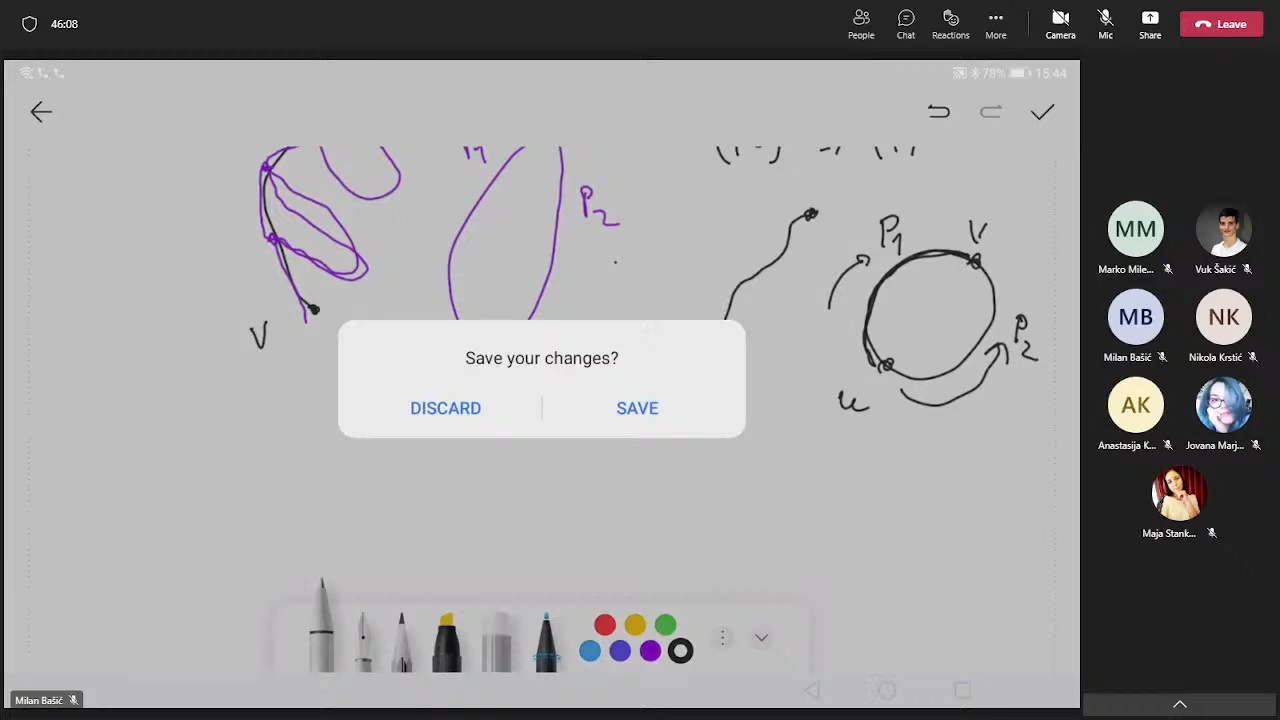 46:08
People
Chat
Reactions
More
Camera
Mic
Share
Leave
78% 15:44
P2
P1
V
P2
V
u
Save your changes?
DISCARD
SAVE
MM
Marko Mile...
Vuk Šakić
MB
Milan Bašić
NK
Nikola Krstić
AK
Anastasija K...
Jovana Marj...
Maja Stank...
Milan Bašić